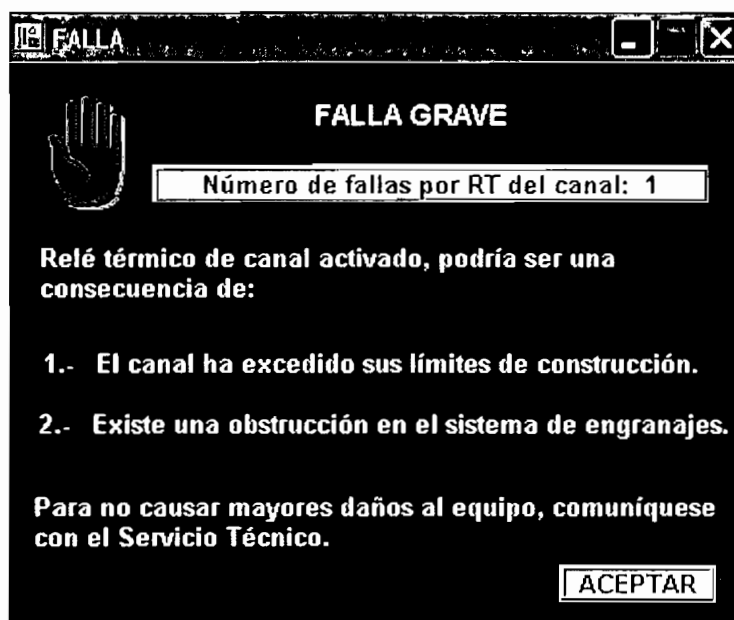 FALLA
FALLA GRAVE
Número de fallas por RT del canal: 1
Relé térmico de canal activado, podría ser una
consecuencia de:
1.- El canal ha excedido sus límites de construcción.
2.- Existe una obstrucción en el sistema de engranajes.
Para no causar mayores daños al equipo, comuníquese
con el Servicio Técnico.
ACEPTAR